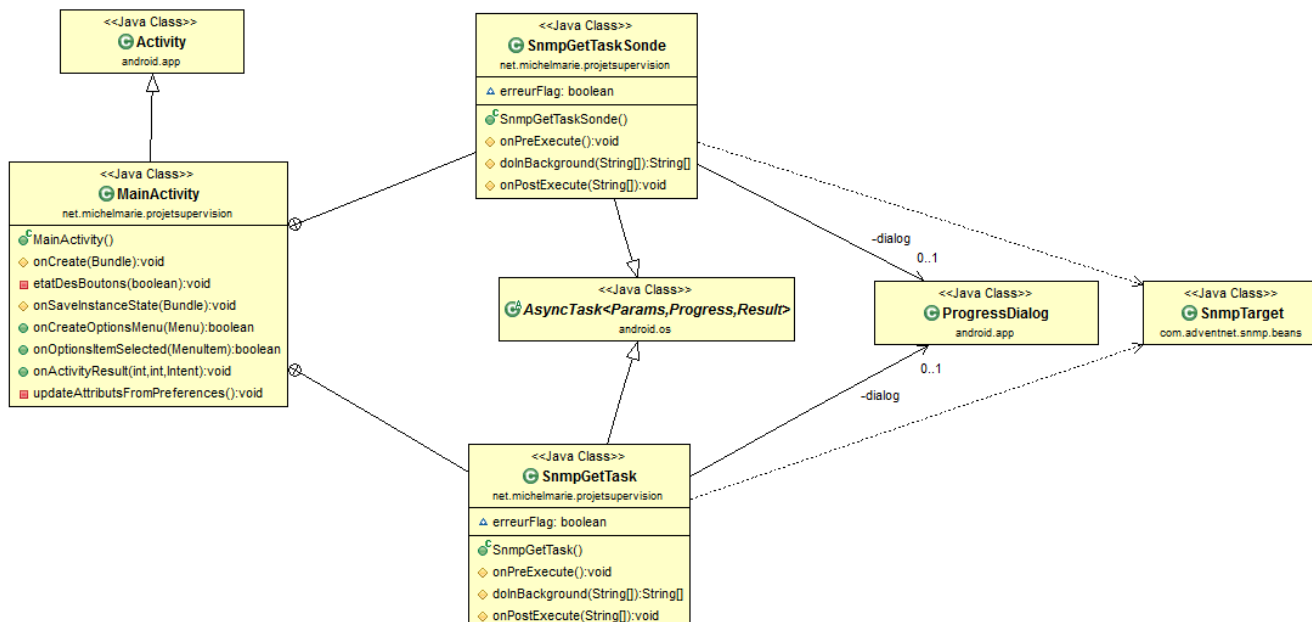 <<Java Class>>
Activity
android.app
<<Java Class>>
SnmpGetTaskSonde
net.michelmarie.projetsupervision
erreurFlag: boolean
SnmpGetTaskSonde()
onPreExecute():void
doInBackground(String[]):String[]
onPostExecute(String[]):void
<<Java Class>>
MainActivity
net.michelmarie.projetsupervision
MainActivity()
onCreate(Bundle):void
etatDesBoutons(boolean):void
onSaveInstanceState(Bundle):void
onCreateOptionsMenu(Menu):boolean
onOptionsItemSelected(MenuItem):boolean
onActivityResult(int,int,Intent):void
updateAttributsFromPreferences():void
-dialog
0..1
<<Java Class>>
AsyncTask<Params,Progress,Result>
android.os
<<Java Class>>
ProgressDialog
android.app
<<Java Class>>
SnmpTarget
com.adventnet.snmp.beans
0..1
-dialog
<<Java Class>>
SnmpGetTask
net.michelmarie.projetsupervision
erreurFlag: boolean
SnmpGetTask()
onPreExecute():void
doInBackground(String[]):String[]
onPostExecute(String[]):void